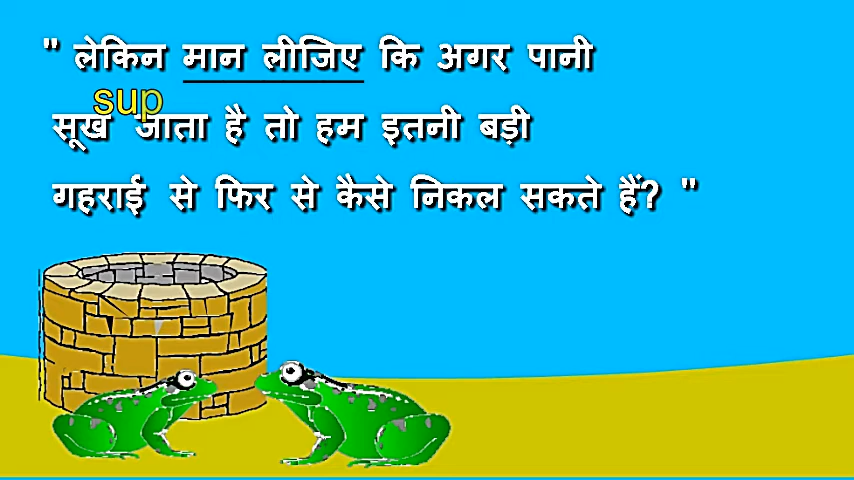 " लेकिन मान लीजिए कि अगर पानी
sup
सूख जाता है तो हम इतनी बड़ी
गहराई से फिर से कैसे निकल सकते हैं? "